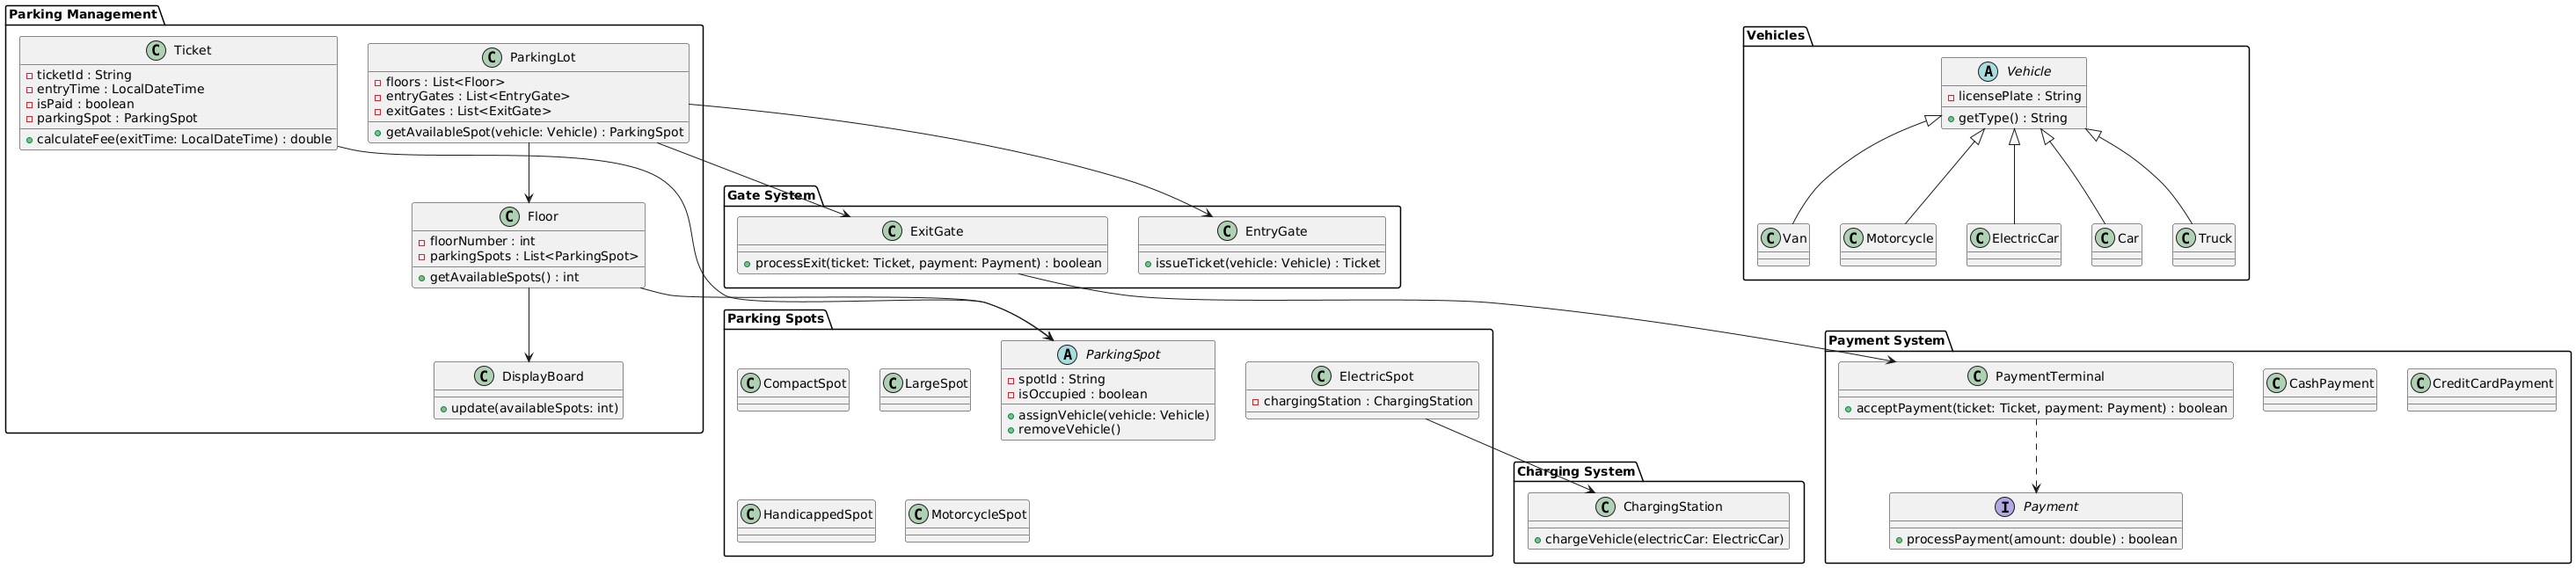 Parking Management
C Ticket
ticketId : String
entryTime : LocalDateTime
isPaid : boolean
parkingSpot : ParkingSpot
calculateFee(exitTime: LocalDateTime) : double
C ParkingLot
floors : List<Floor>
entryGates : List<EntryGate>
exitGates : List<ExitGate>
getAvailableSpot(vehicle: Vehicle) : ParkingSpot
C Floor
floorNumber : int
parkingSpots : List<ParkingSpot>
getAvailableSpots() : int
C DisplayBoard
update(availableSpots: int)
Gate System
C ExitGate
processExit(ticket: Ticket, payment: Payment) : boolean
C EntryGate
issueTicket(vehicle: Vehicle) : Ticket
Vehicles
A Vehicle
licensePlate : String
getType() : String
C Van
C Motorcycle
C ElectricCar
C Car
C Truck
Parking Spots
C CompactSpot
C LargeSpot
A ParkingSpot
spotId : String
isOccupied : boolean
assignVehicle(vehicle: Vehicle)
removeVehicle()
C ElectricSpot
chargingStation : ChargingStation
C HandicappedSpot
C MotorcycleSpot
Charging System
C ChargingStation
chargeVehicle(electricCar: ElectricCar)
Payment System
C PaymentTerminal
acceptPayment(ticket: Ticket, payment: Payment) : boolean
C CashPayment
C CreditCardPayment
I Payment
processPayment(amount: double) : boolean